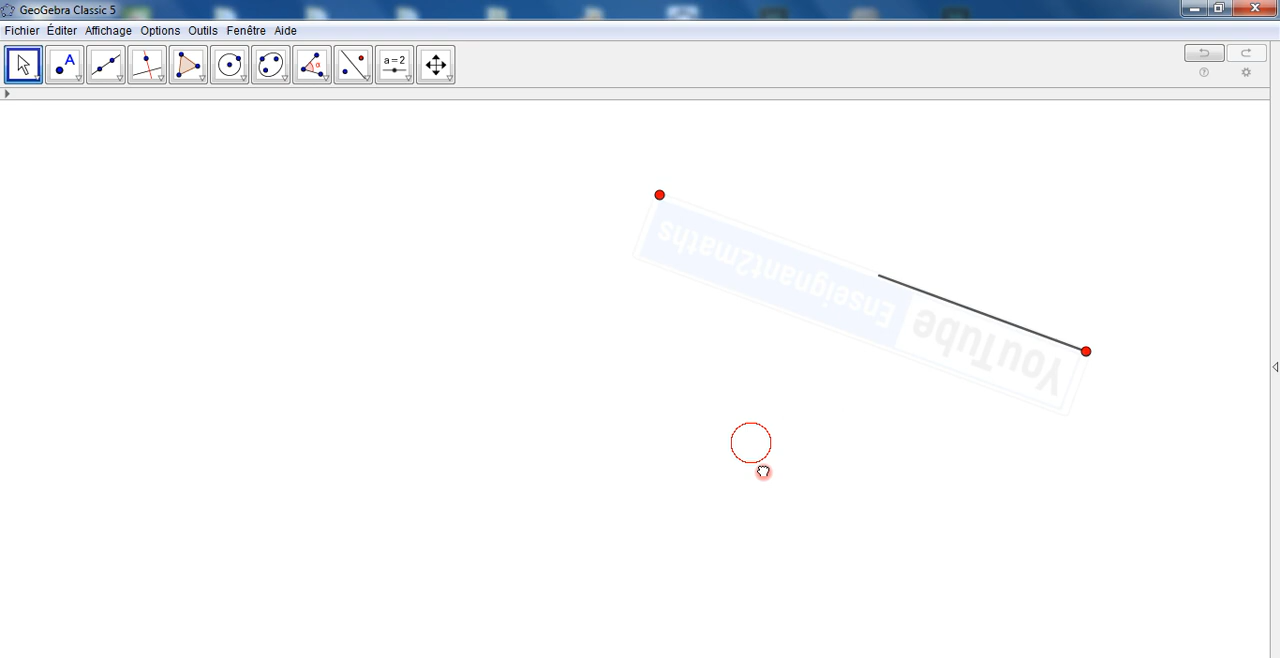 GeoGebra Classic 5
Fichier Éditer Affichage Options Outils Fenêtre Aide
A
α
a = 2
YouTube Enseignant2maths